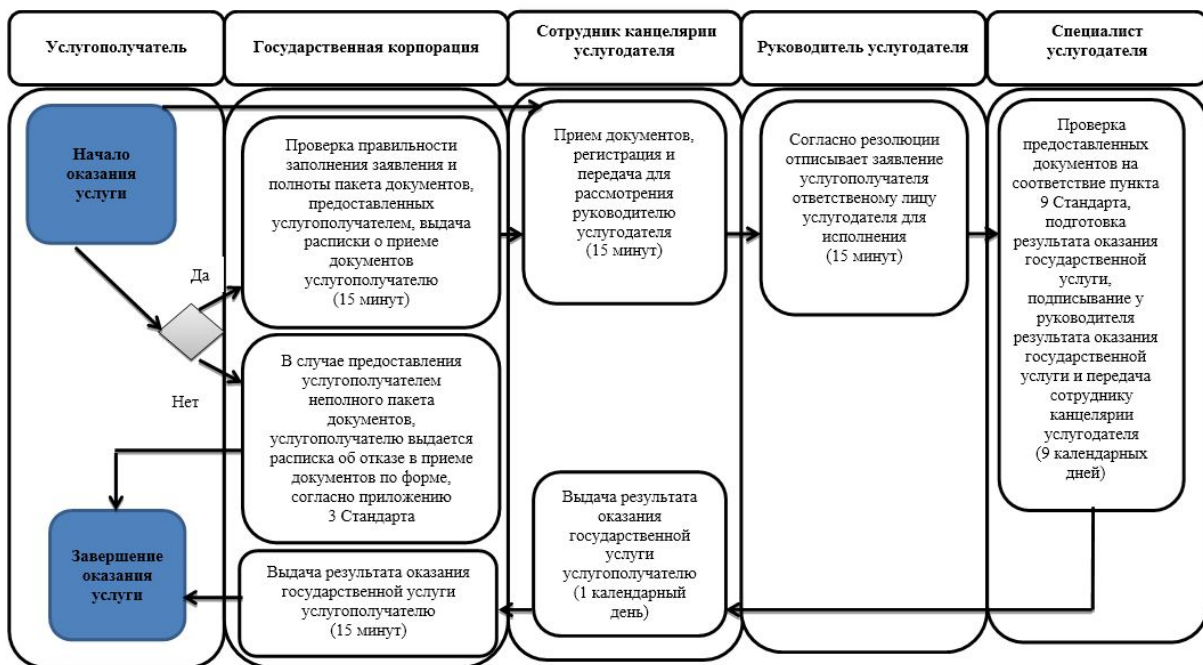 Услугополучатель
Государственная корпорация
Сотрудник канцелярии
услугодателя
Руководитель услугодателя
Специалист
услугодателя
Начало
оказания
услуги
Да
Нет
Завершение
оказания
услуги
Проверка правильности
заполнения заявления и
полноты пакета документов,
предоставленных
услугополучателем, выдача
расписки о приеме
документов
услугополучателю
(15 минут)
В случае предоставления
услугополучателем
неполного пакета
документов,
услугополучателю выдается
расписка об отказе в приеме
документов по форме,
согласно приложению
3 Стандарта
Выдача результата оказания
государственной услуги
услугополучателю
(15 минут)
Прием документов,
регистрация и
передача для
рассмотрения
руководителю
услугодателя
(15 минут)
Выдача результата
оказания
государственной
услуги
услугополучателю
(1 календарный
день)
Согласно резолюции
отписывает заявление
услугополучателя
ответственому лицу
услугодателя для
исполнения
(15 минут)
Проверка
предоставленных
документов на
соответствие пункта
9 Стандарта,
подготовка
результата оказания
государственной
услуги,
подписывание у
руководителя
результата оказания
государственной
услуги и передача
сотруднику
канцелярии
услугодателя
(9 календарных
дней)